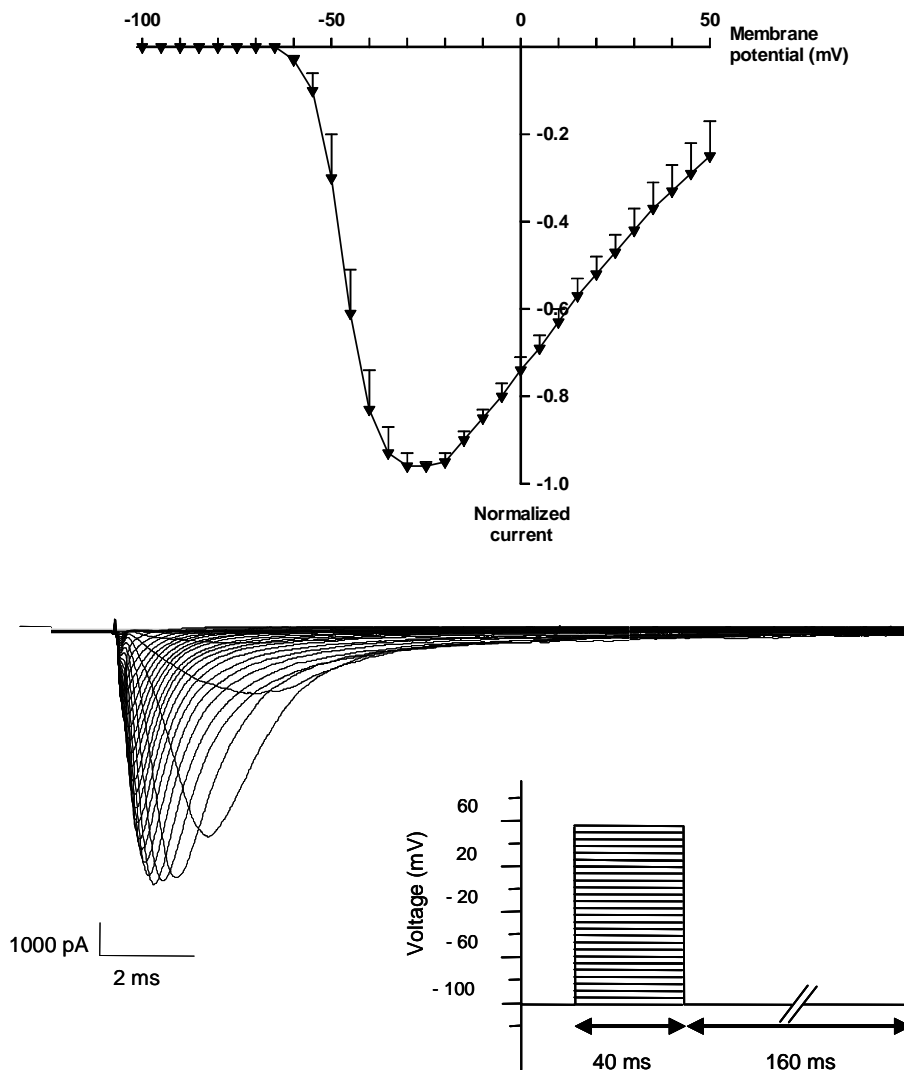 -100 -50 0 50
Membrane
potential (mV)
-0.2
-0.4
-0.6
-0.8
-1.0
Normalized
current
1000 pA
2 ms
Voltage (mV)
60
20
- 20
- 60
- 100
40 ms
160 ms